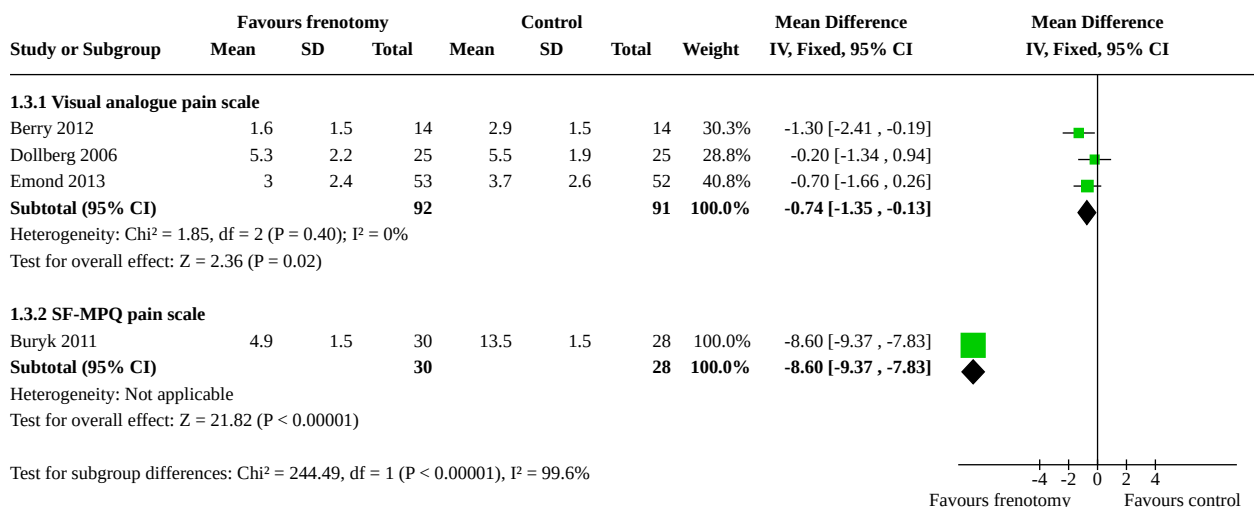 Favours frenotomy Control Mean Difference Mean Difference
Study or Subgroup Mean SD Total Mean SD Total Weight IV, Fixed, 95% CI IV, Fixed, 95% CI
1.3.1 Visual analogue pain scale
Berry 2012 1.6 1.5 14 2.9 1.5 14 30.3% -1.30 [-2.41 , -0.19]
Dollberg 2006 5.3 2.2 25 5.5 1.9 25 28.8% -0.20 [-1.34 , 0.94]
Emond 2013 3 2.4 53 3.7 2.6 52 40.8% -0.70 [-1.66 , 0.26]
Subtotal (95% CI) 92 91 100.0% -0.74 [-1.35 , -0.13]
Heterogeneity: Chi² = 1.85, df = 2 (P = 0.40); I² = 0%
Test for overall effect: Z = 2.36 (P = 0.02)
1.3.2 SF-MPQ pain scale
Buryk 2011 4.9 1.5 30 13.5 1.5 28 100.0% -8.60 [-9.37 , -7.83]
Subtotal (95% CI) 30 28 100.0% -8.60 [-9.37 , -7.83]
Heterogeneity: Not applicable
Test for overall effect: Z = 21.82 (P < 0.00001)
Test for subgroup differences: Chi² = 244.49, df = 1 (P < 0.00001), I² = 99.6%
-4 -2 0 2 4
Favours frenotomy Favours control